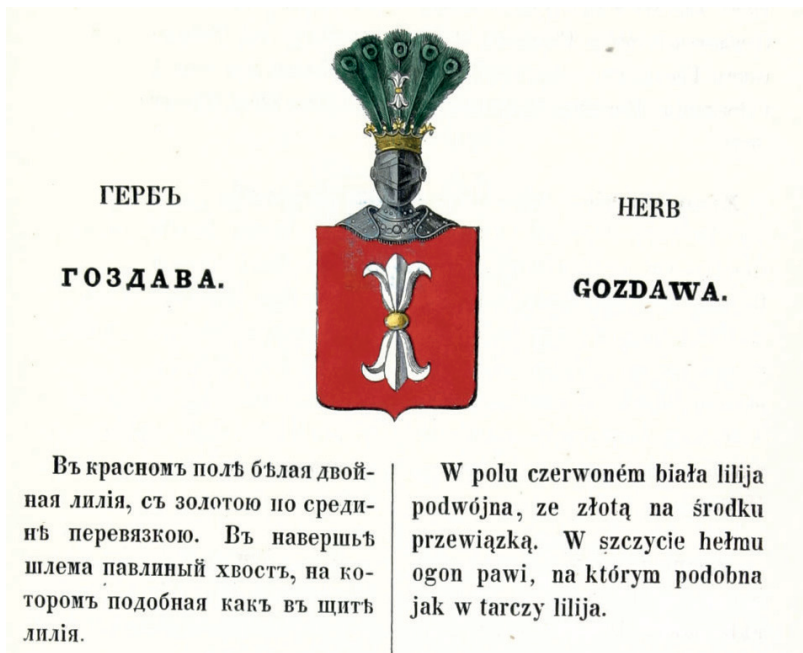 ГЕРБЪ
ГОЗДАВА.
HERB
GOZDAWA.
Въ красномъ полѣ бѣлая двой-
ная лилія, съ золотою по среди-
нѣ перевязкою. Въ навершьѣ
шлема павлиный хвостъ, на ко-
торомъ подобная какъ въ щитѣ
лилія.
W polu czerwoném biała lilija
podwójna, ze złotą na środku
przewiązką. W szczycie hełmu
ogon pawi, na którym podobna
jak w tarczy lilija.